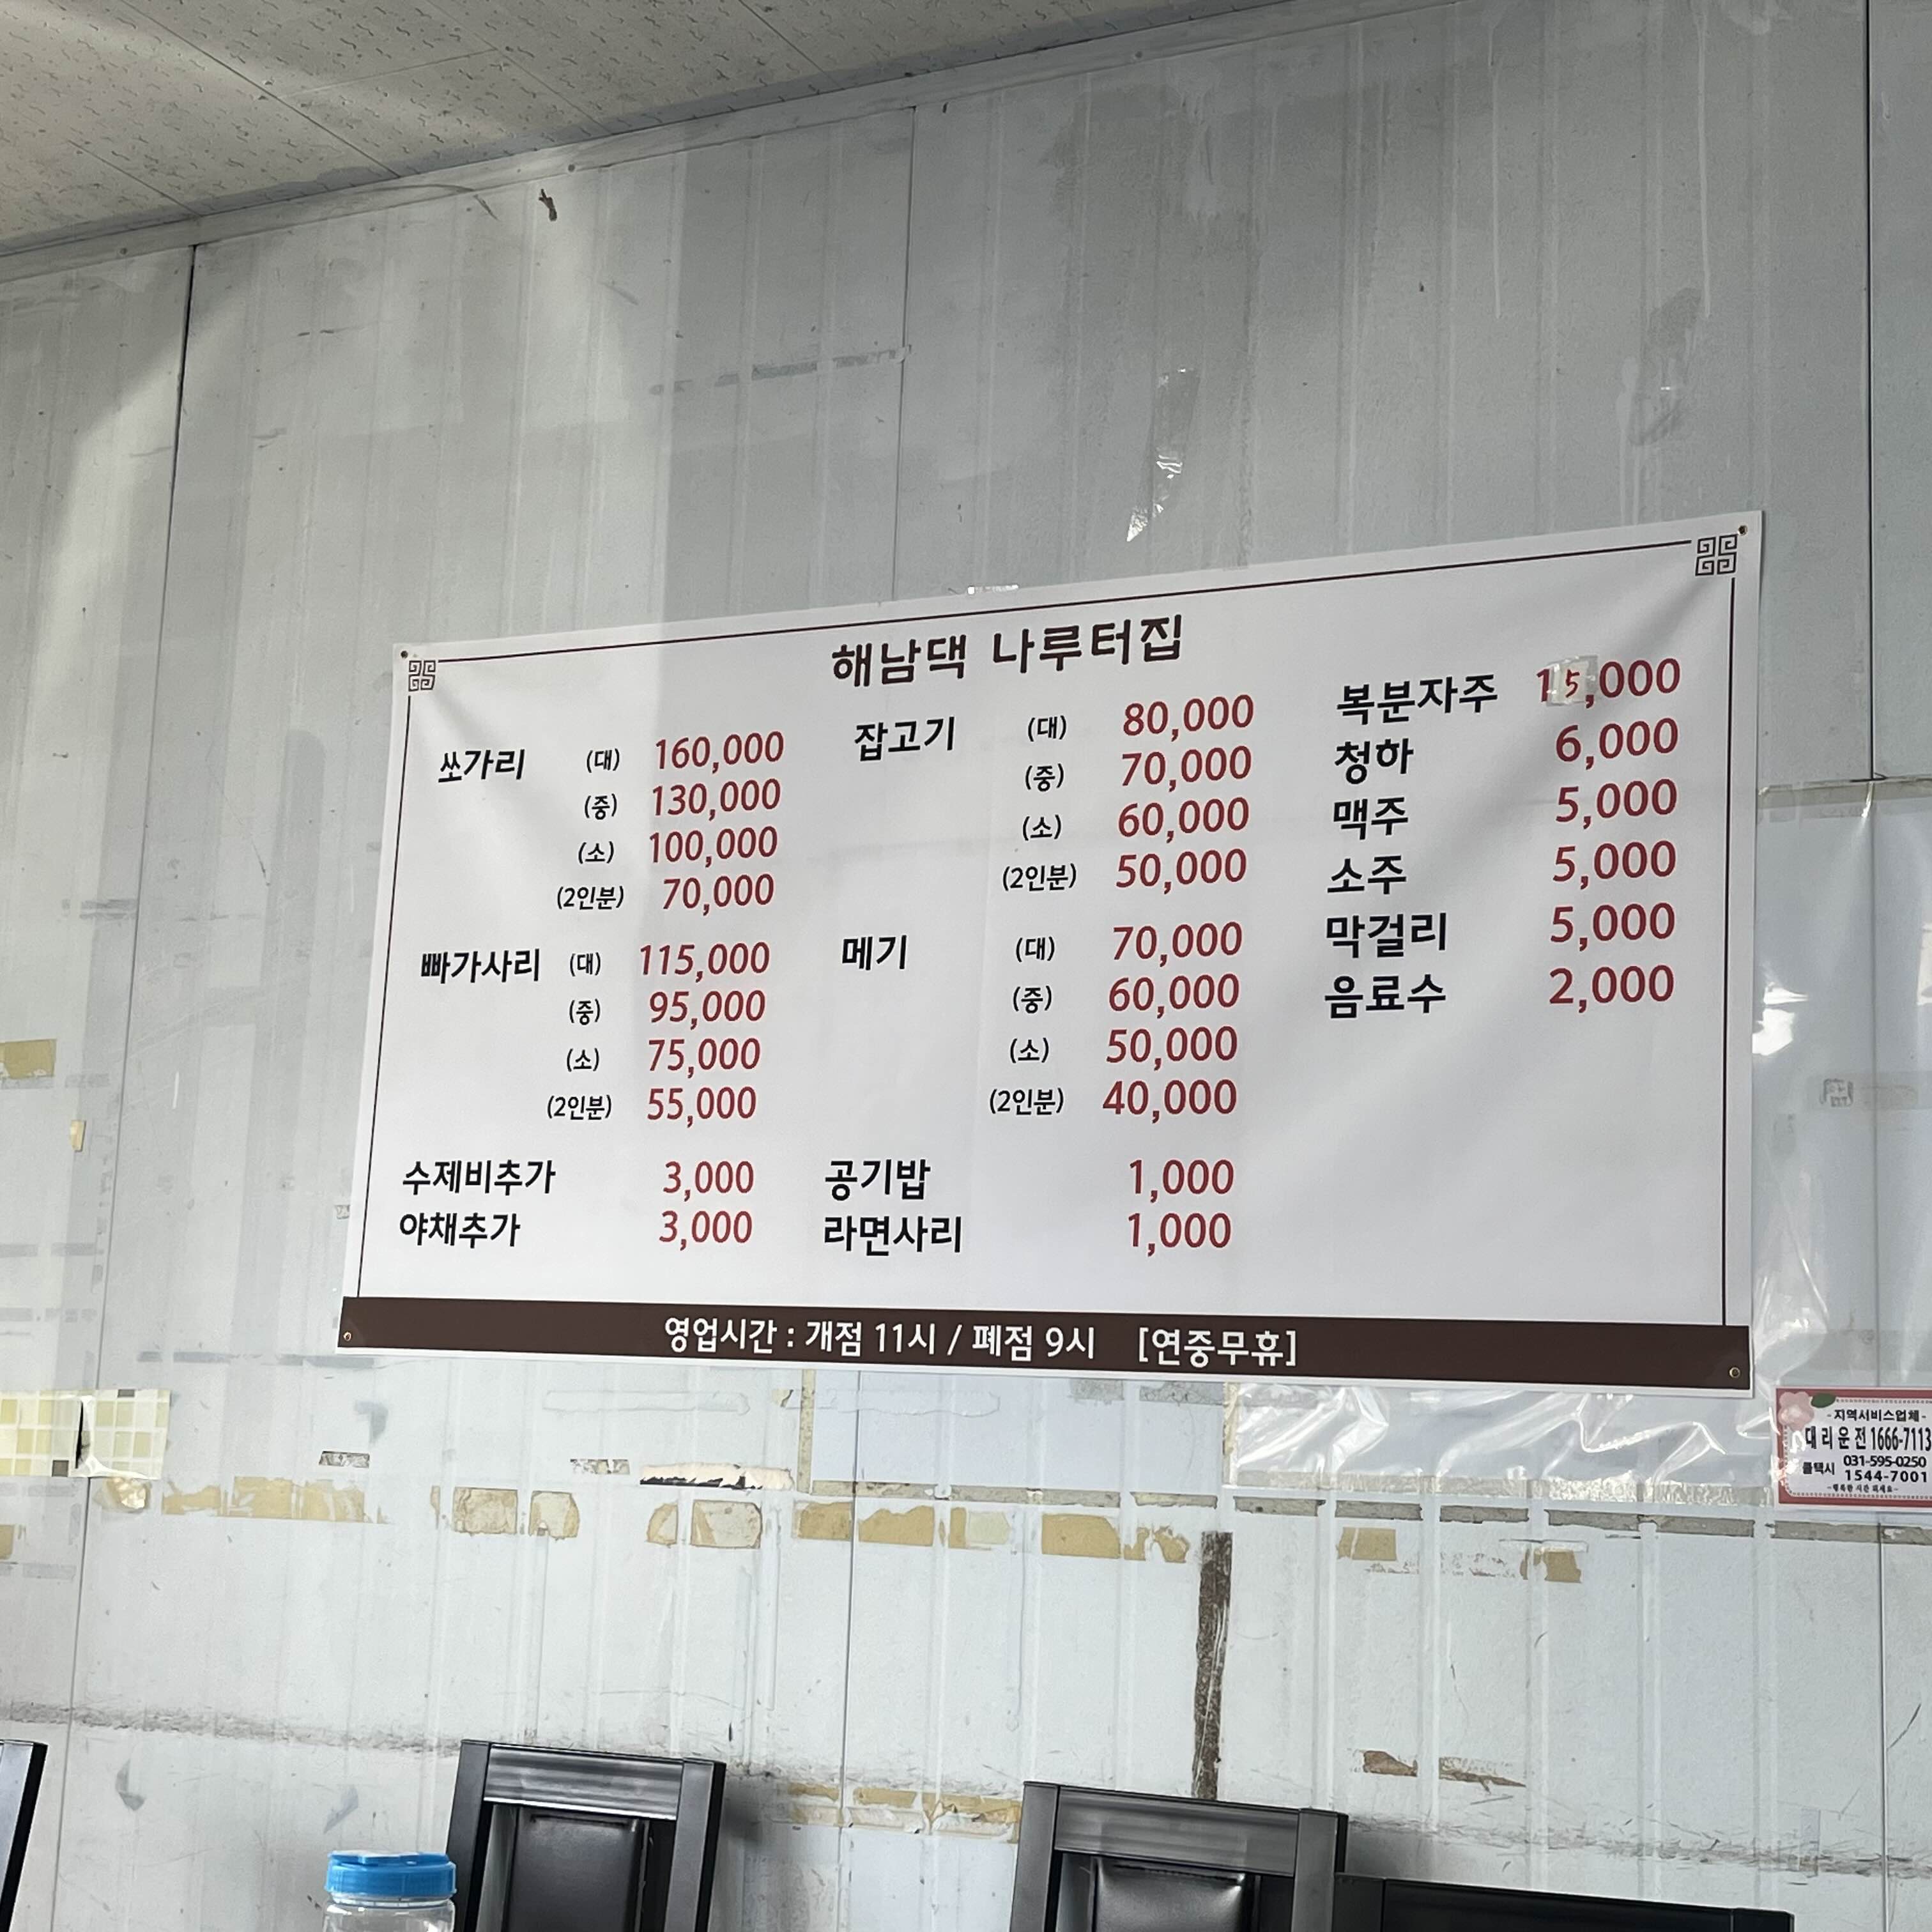 해남댁 나루터집
쏘가리 (대) 160,000
(중) 130,000
(소) 100,000
(2인분) 70,000
빠가사리 (대) 115,000
(중) 95,000
(소) 75,000
(2인분) 55,000
수제비추가 3,000
야채추가 3,000
잡고기 (대) 80,000
(중) 70,000
(소) 60,000
(2인분) 50,000
메기 (대) 70,000
(중) 60,000
(소) 50,000
(2인분) 40,000
공기밥 1,000
라면사리 1,000
복분자주 15,000
청하 6,000
맥주 5,000
소주 5,000
막걸리 5,000
음료수 2,000
영업시간 : 개점 11시 / 폐점 9시 [연중무휴]
- 지역서비스업체 -
대리운전 1666-7113
콜택시 031-595-0250
1544-7001